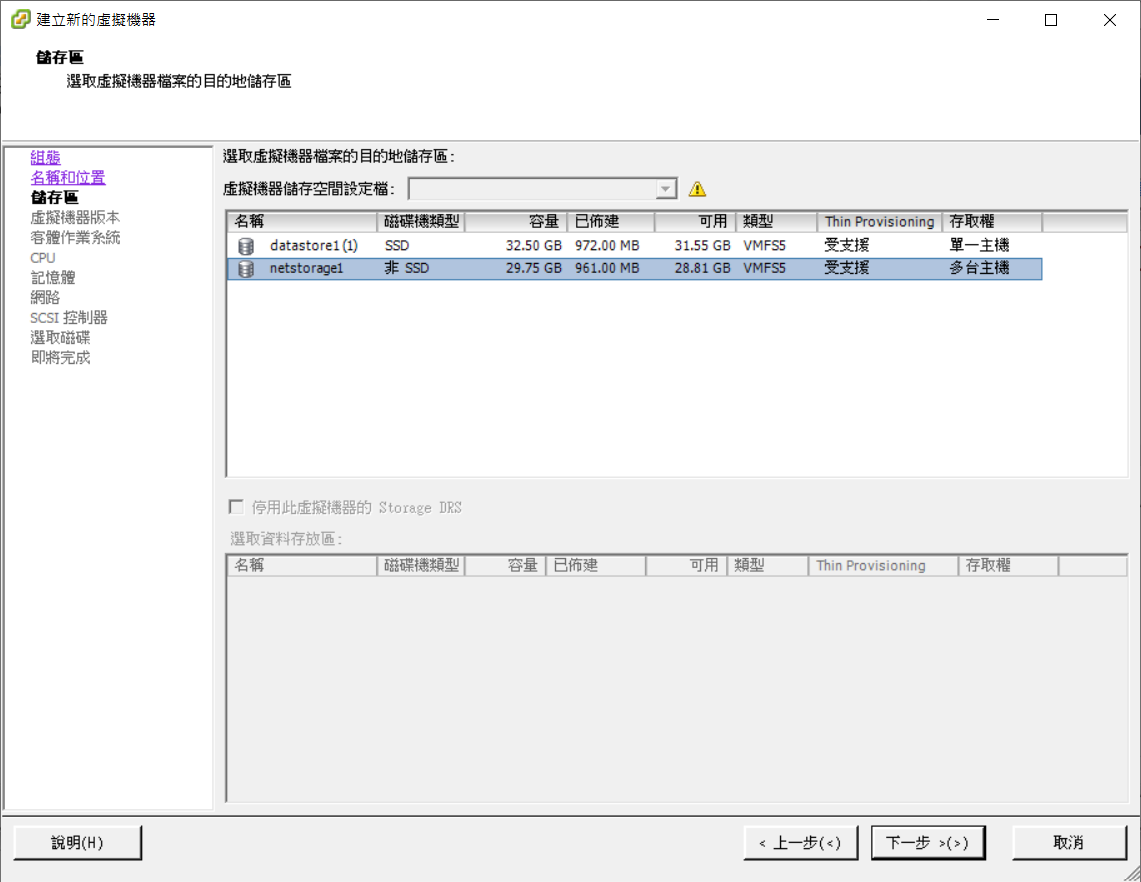 建立新的虛擬機器
儲存區
選取虛擬機器檔案的目的地儲存區
組態
名稱和位置
儲存區
虛擬機器版本
客體作業系統
CPU
記憶體
網路
SCSI 控制器
選取磁碟
即將完成
選取虛擬機器檔案的目的地儲存區:
虛擬機器儲存空間設定檔:
名稱 磁碟機類型 容量 已佈建 可用 類型 Thin Provisioning 存取權
datastore1 (1) SSD 32.50 GB 972.00 MB 31.55 GB VMFS5 受支援 單一主機
netstorage1 非 SSD 29.75 GB 961.00 MB 28.81 GB VMFS5 受支援 多台主機
停用此虛擬機器的 Storage DRS
選取資料存放區:
名稱 磁碟機類型 容量 已佈建 可用 類型 Thin Provisioning 存取權
說明(H) < 上一步(<) 下一步 >(>) 取消